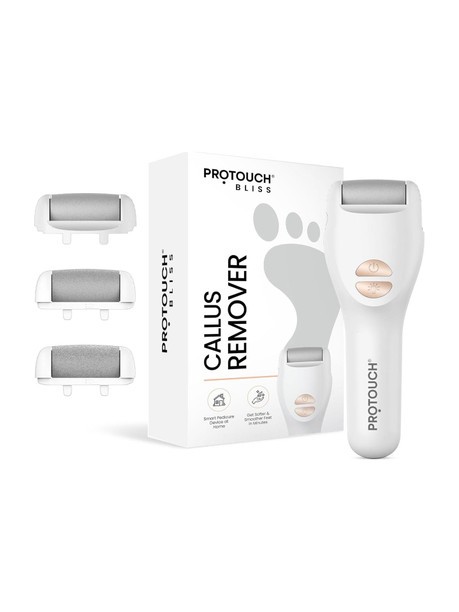 PROTOUCH®
BLISS
PROTOUCH®
BLISS
CALLUS
REMOVER
Smart Pedicure
Device at
Home
Get Softer &
Smoother Feet
in Minutes
PROTOUCH®